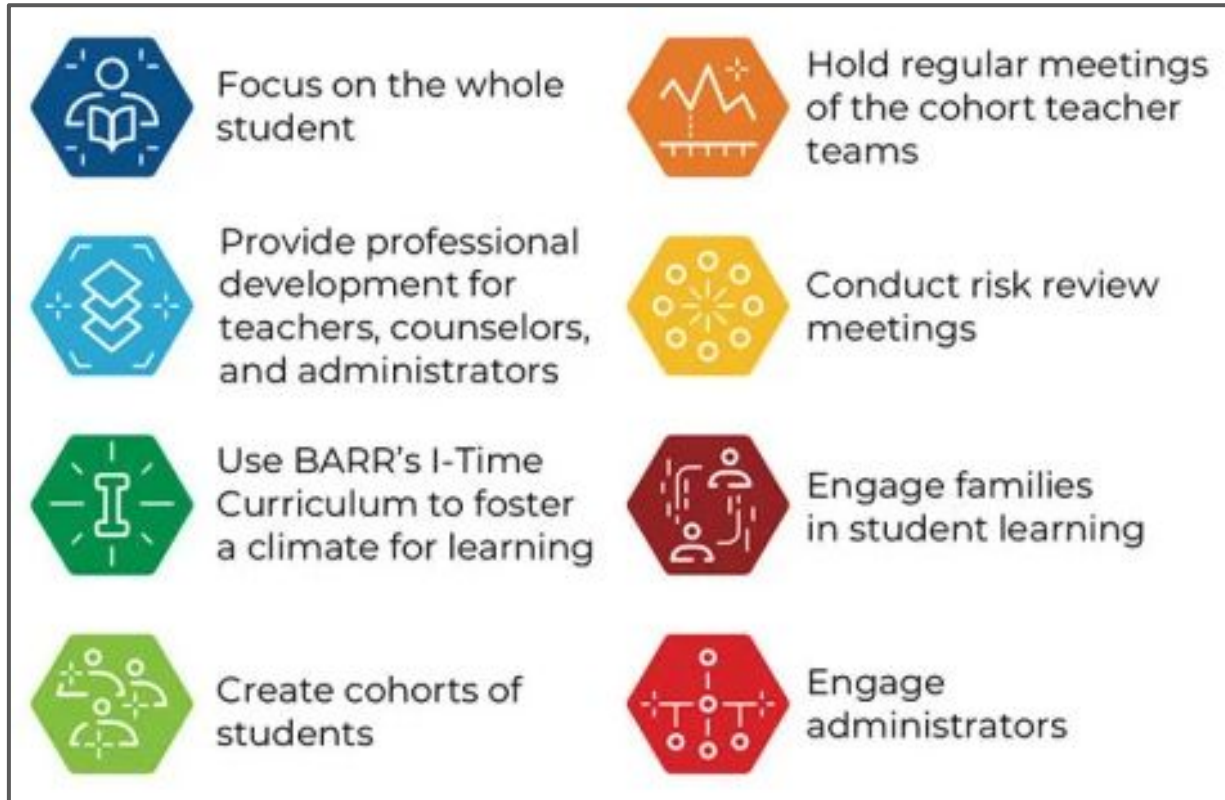 Focus on the whole
student
Provide professional
development for
teachers, counselors,
and administrators
Use BARR’s I-Time
Curriculum to foster
a climate for learning
Create cohorts of
students
Hold regular meetings
of the cohort teacher
teams
Conduct risk review
meetings
Engage families
in student learning
Engage
administrators